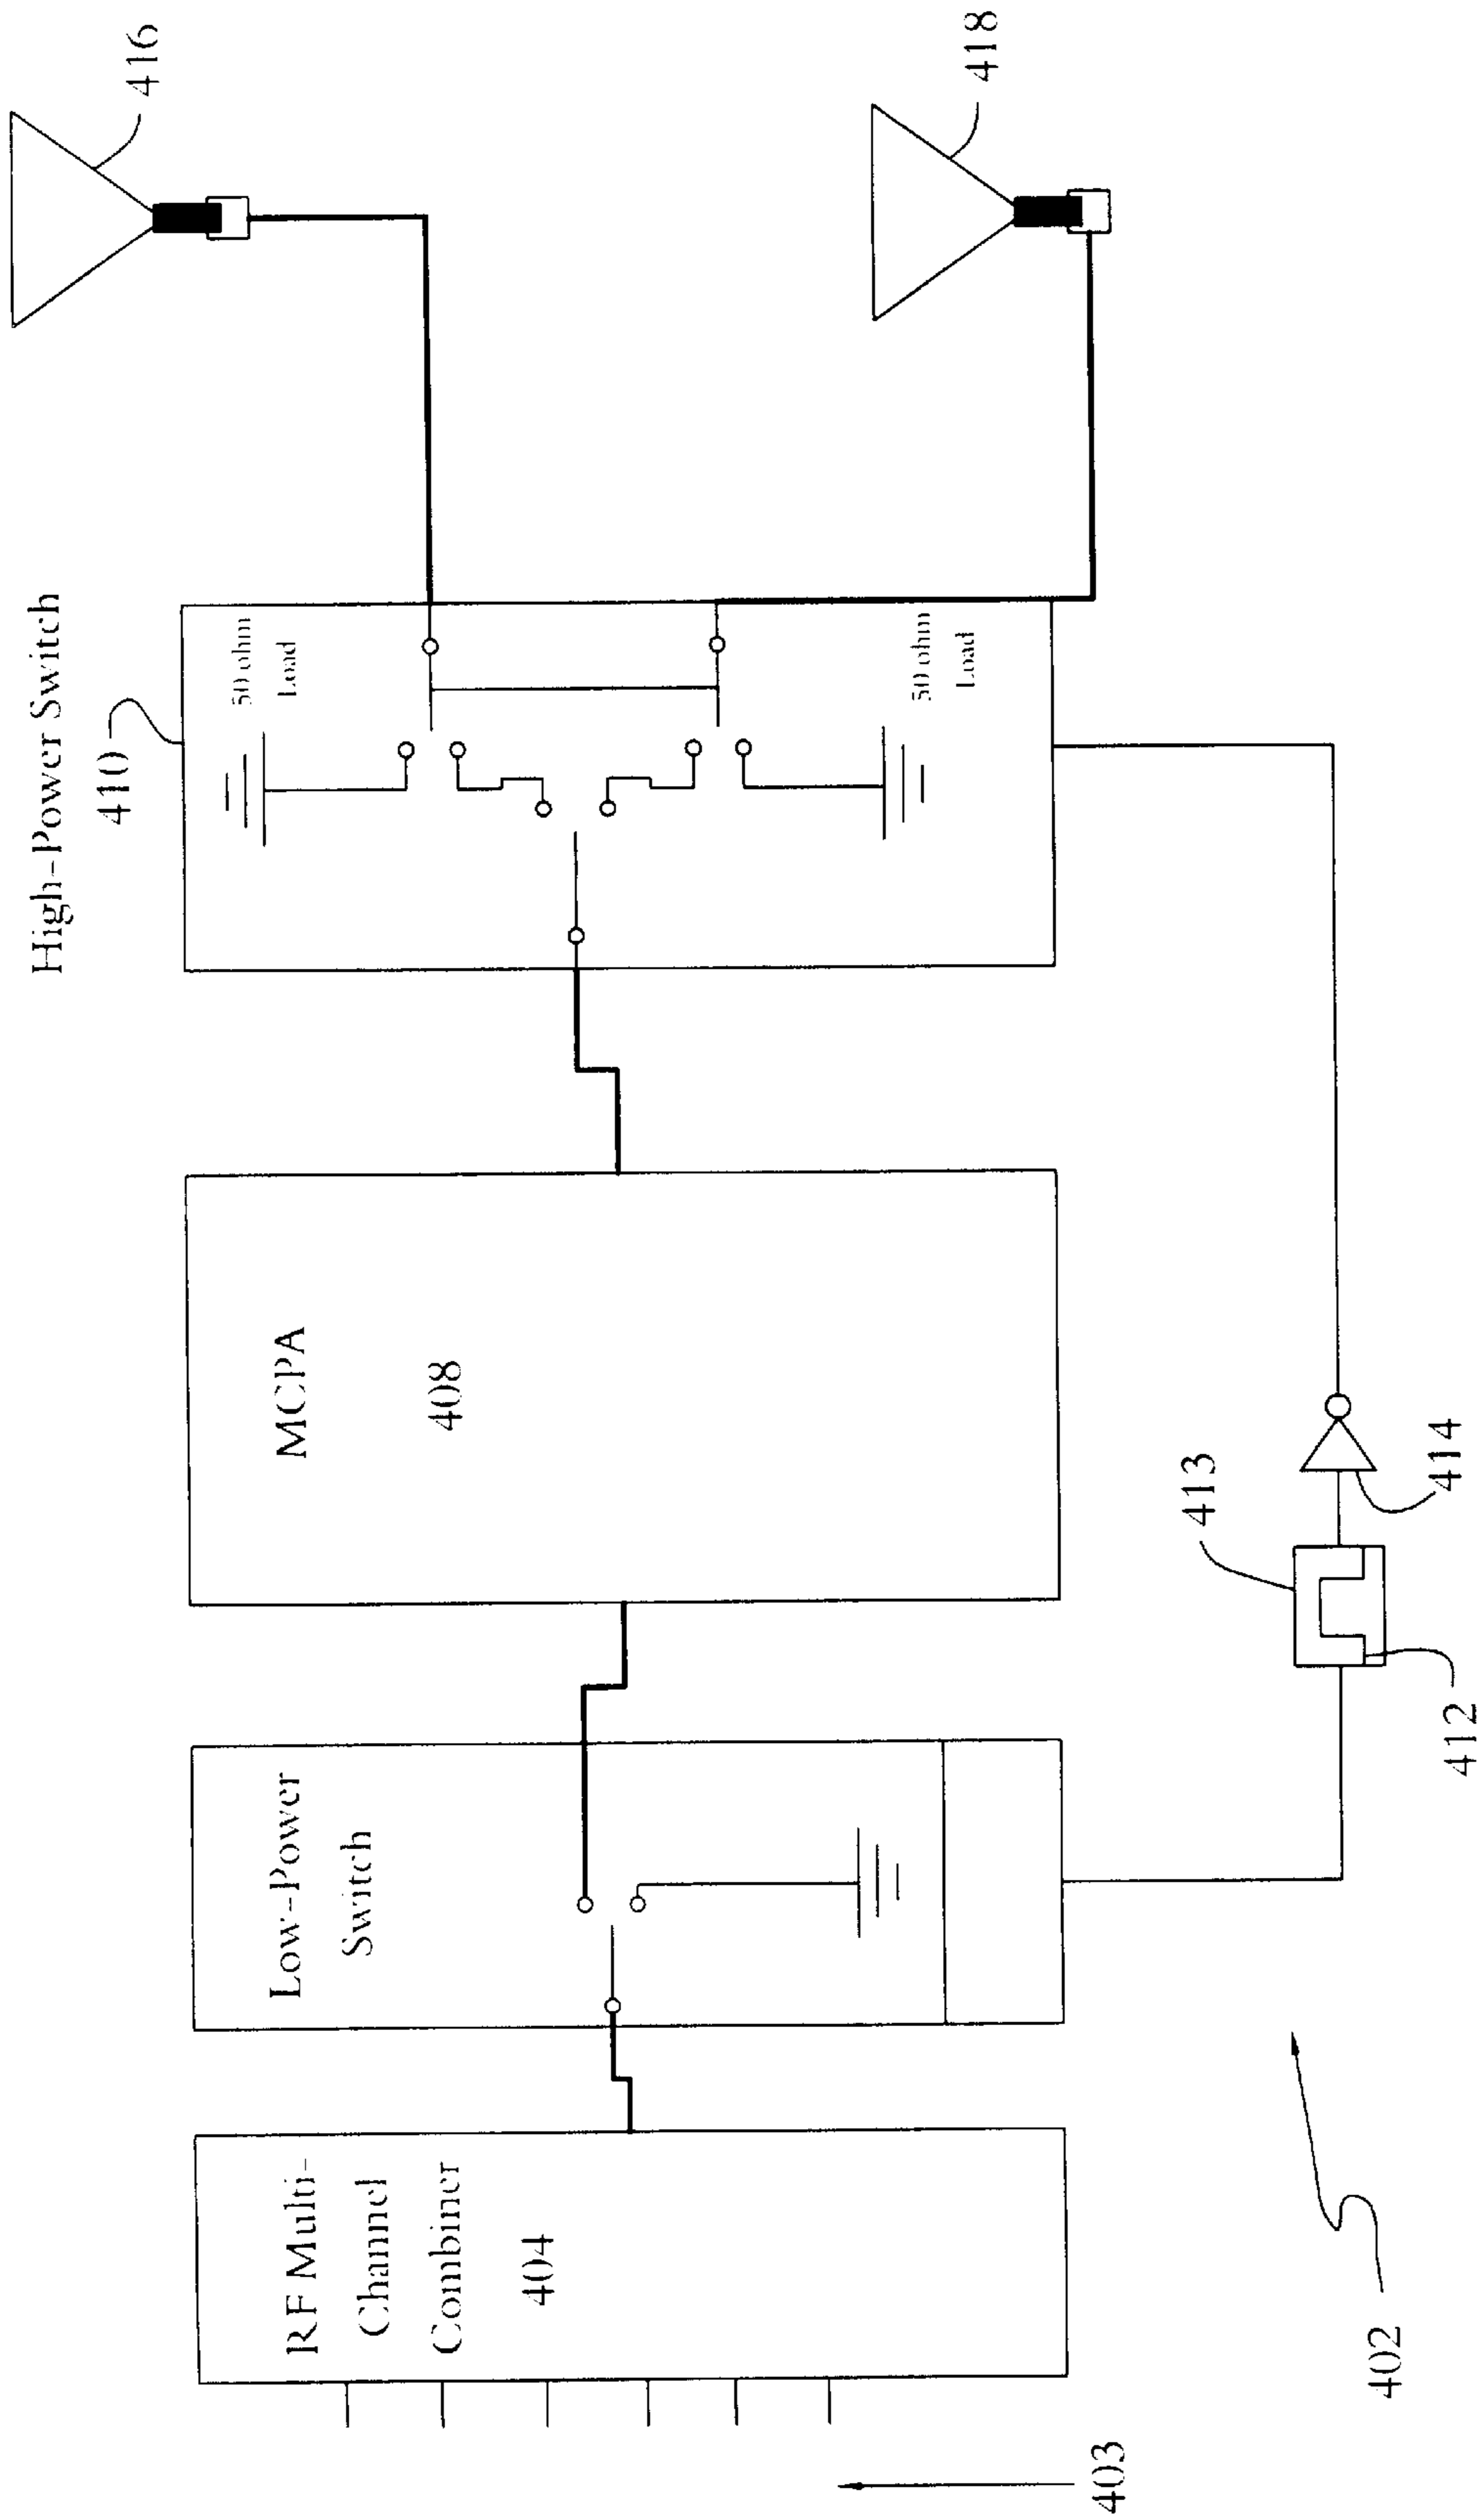 RF Multi-
Channel
Combiner
404
403
402
Low-Power
Switch
MCPA
408
412
413
414
High-Power Switch
410
50 ohm
Load
50 ohm
Load
416
418